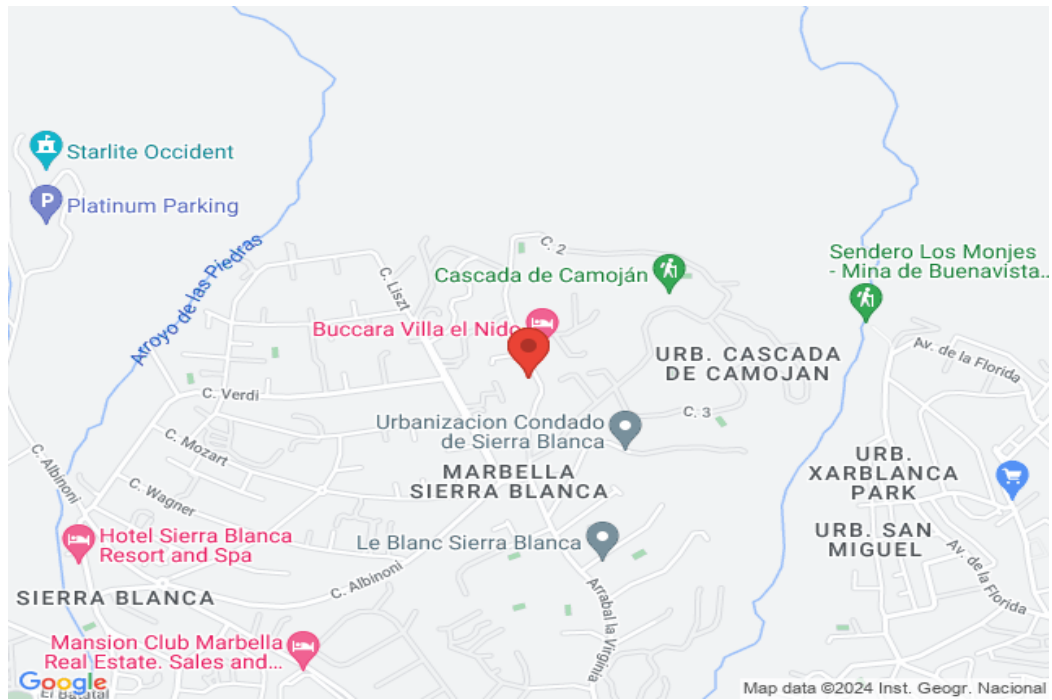 Starlite Occident
P
Platinum Parking
Arroyo de las Piedras
C. 2
C. Liszt
Cascada de Camoján
Sendero Los Monjes
- Mina de Buenavista...
Buccara Villa el Nido
URB. CASCADA
DE CAMOJAN
Av. de la Florida
C. Verdi
Urbanizacion Condado
de Sierra Blanca
C. 3
C. Mozart
C. Albinoni
MARBELLA
SIERRA BLANCA
URB.
XARBLANCA
PARK
C. Wagner
Hotel Sierra Blanca
Resort and Spa
Le Blanc Sierra Blanca
URB. SAN
MIGUEL
Av. de la Florida
C. Albinoni
SIERRA BLANCA
Arrabal la Virginia
Mansion Club Marbella
Real Estate. Sales and...
Google
Map data ©2024 Inst. Geogr. Nacional